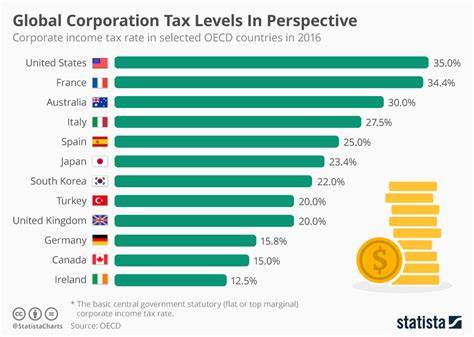 Global Corporation Tax Levels In Perspective
Corporate income tax rate in selected OECD countries in 2016
United States 35.0%
France 34.4%
Australia 30.0%
Italy 27.5%
Spain 25.0%
Japan 23.4%
South Korea 22.0%
Turkey 20.0%
United Kingdom 20.0%
Germany 15.8%
Canada 15.0%
Ireland 12.5%
$
* The basic central government statutory (flat or top marginal)
corporate income tax rate.
@StatistaCharts Source: OECD
statista